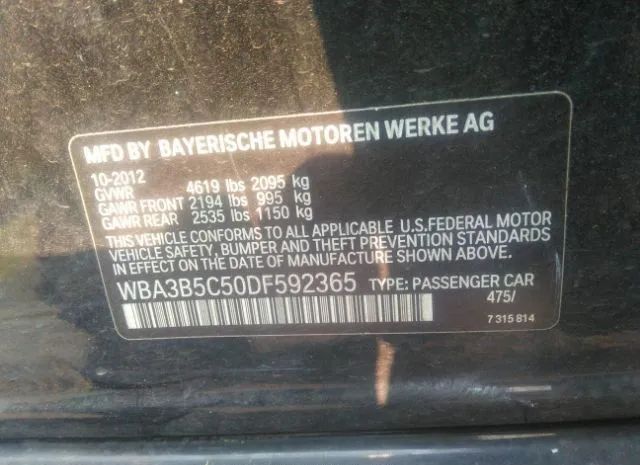 MFD BY BAYERISCHE MOTOREN WERKE AG
10-2012
GVWR 4619 lbs 2095 kg
GAWR FRONT 2194 lbs 995 kg
GAWR REAR 2535 lbs 1150 kg
THIS VEHICLE CONFORMS TO ALL APPLICABLE U.S.FEDERAL MOTOR
VEHICLE SAFETY, BUMPER AND THEFT PREVENTION STANDARDS
IN EFFECT ON THE DATE OF MANUFACTURE SHOWN ABOVE.
WBA3B5C50DF592365 TYPE: PASSENGER CAR
475/
7 315 814